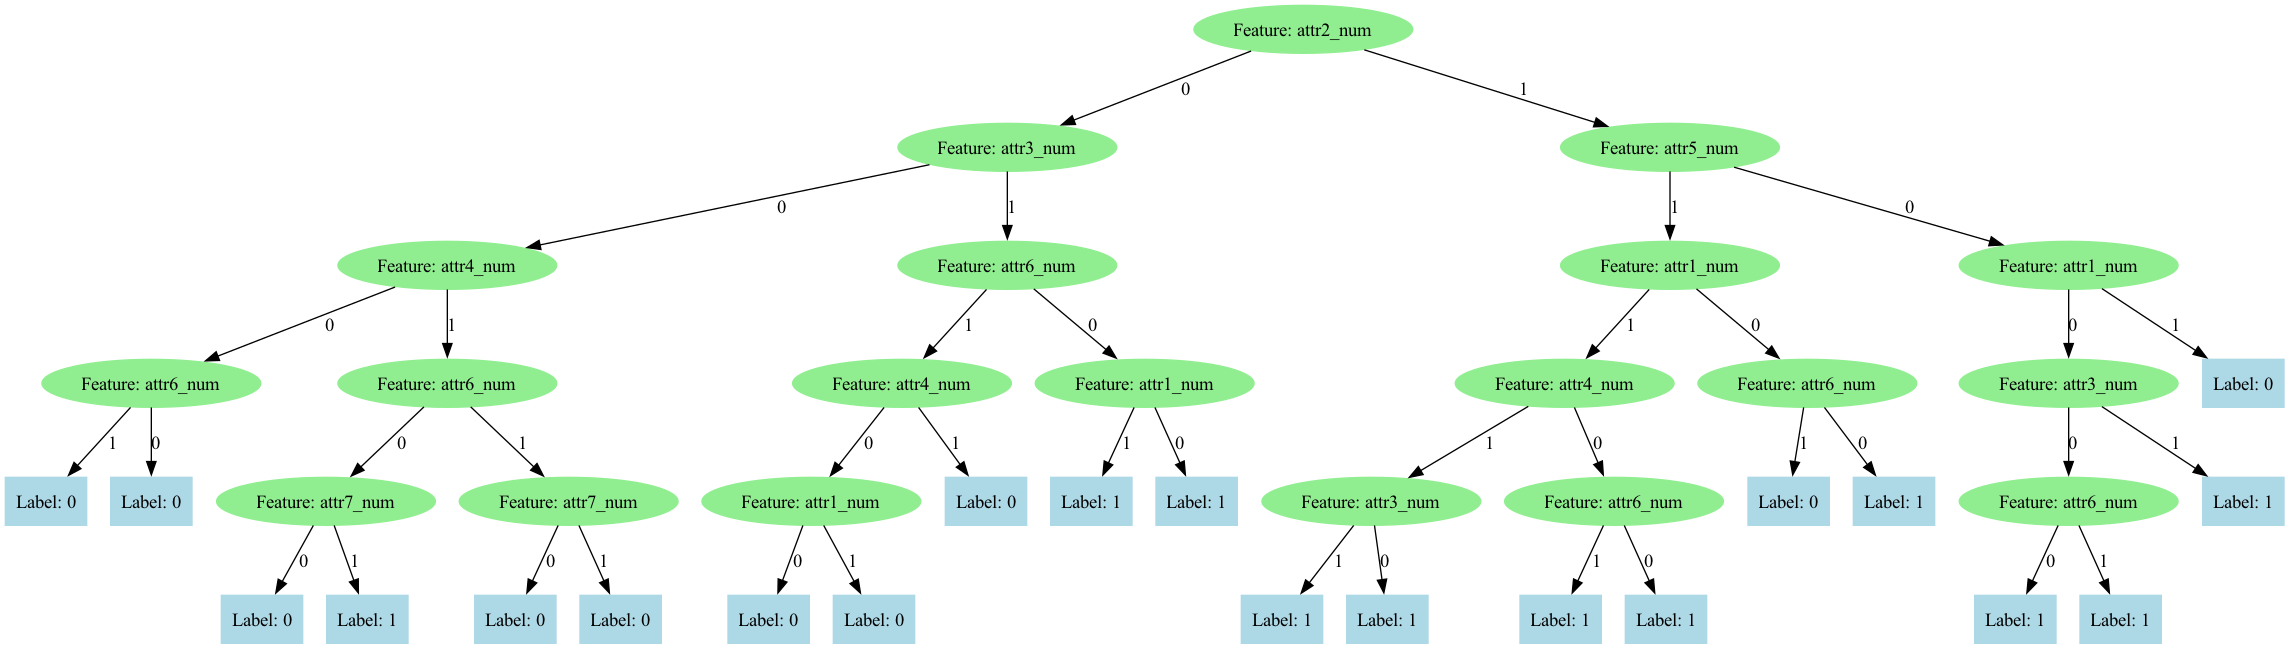 Feature: attr2_num
0
1
Feature: attr3_num
Feature: attr5_num
0
1
1
0
Feature: attr4_num
Feature: attr6_num
Feature: attr1_num
Feature: attr1_num
0
1
1
0
1
0
0
1
Feature: attr6_num
Feature: attr6_num
Feature: attr4_num
Feature: attr1_num
Feature: attr4_num
Feature: attr6_num
Feature: attr3_num
Label: 0
1
0
0
1
0
1
1
0
1
0
1
0
0
1
Label: 0
Label: 0
Feature: attr7_num
Feature: attr7_num
Feature: attr1_num
Label: 0
Label: 1
Label: 1
Feature: attr3_num
Feature: attr6_num
Label: 0
Label: 1
Feature: attr6_num
Label: 1
0
1
0
1
0
1
1
0
1
0
0
1
Label: 0
Label: 1
Label: 0
Label: 0
Label: 0
Label: 0
Label: 1
Label: 1
Label: 1
Label: 1
Label: 1
Label: 1